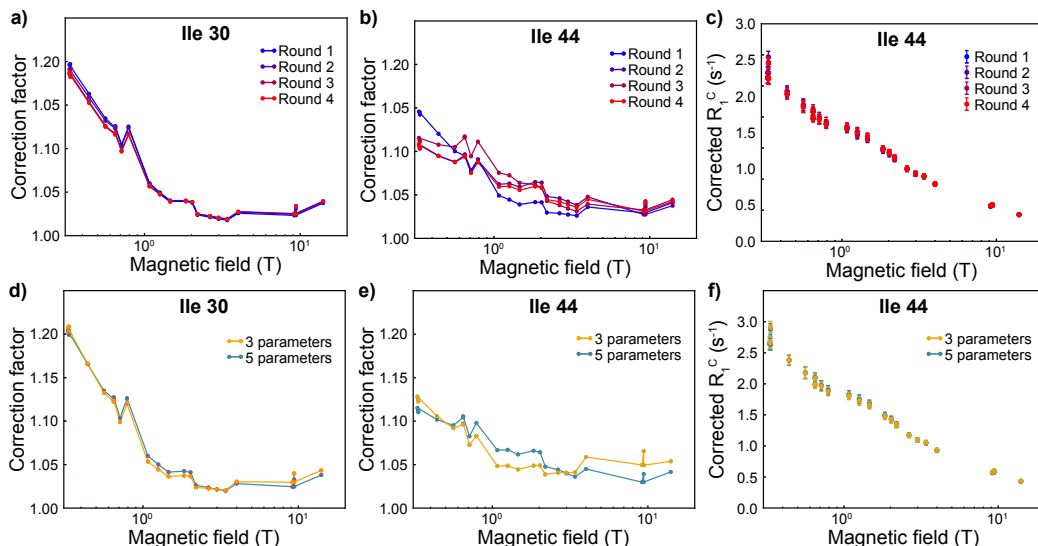 a)
Ile 30
Correction factor
1.20
1.05
1.10
1.05
1.00
Round 1
Round 2
Round 3
Round 4
10⁰
10¹
Magnetic field (T)
b)
Ile 44
Correction factor
1.20
1.05
1.10
1.05
1.00
Round 1
Round 2
Round 3
Round 4
10⁰
10¹
Magnetic field (T)
c)
Ile 44
Corrected R₁ᶜ (s⁻¹)
3.0
2.5
2.0
1.5
1
0.5
0.0
Round 1
Round 2
Round 3
Round 4
10⁰
10¹
Magnetic field (T)
d)
Ile 30
Correction factor
1.20
1.15
1.10
1.05
1.00
3 parameters
5 parameters
10⁰
10¹
Magnetic field (T)
e)
Ile 44
Correction factor
1.20
1.15
1.10
1.05
1.00
3 parameters
5 parameters
10⁰
10¹
Magnetic field (T)
f)
Ile 44
Corrected R₁ᶜ (s⁻¹)
3.0
2.5
2.0
1.5
1.0
0.5
0.0
3 parameters
5 parameters
10⁰
10¹
Magnetic field (T)